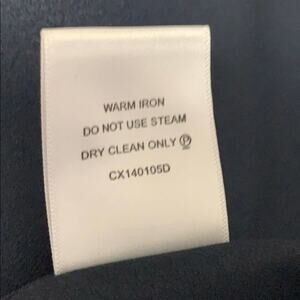 WARM IRON
DO NOT USE STEAM
DRY CLEAN ONLY Ⓟ
CX140105D